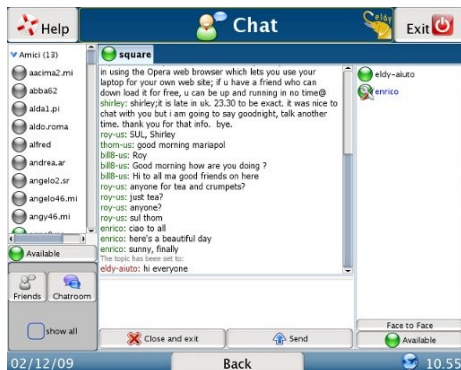 Help
Chat
Eldy
Exit
Amici (13)
aacima2.mi
abba62
alda1.pi
aldo.roma
alfred
andrea.ar
angelo2.sr
angelo46.mi
angy46.mi
Available
Friends
Chatroom
show all
square
in using the Opera web browser which lets you use your
laptop for your own web site; if u have a friend who can
down load it for free, u can be up and running in no time@
shirley: shirley;it is late in uk. 23.30 to be exact. it was nice to
chat with you but i am going to say goodnight, talk another
time. thank you for that info.  bye.
roy-us: SUL, Shirley
thom-us: good morning mariapol
bill8-us: Roy
bill8-us: Good morning how are you doing ?
bill8-us: Hi to all ma good friends on here
roy-us: anyone for tea and crumpets?
roy-us: just tea?
roy-us: anyone?
roy-us: sul thom
enrico: ciao to all
enrico: here's a beautiful day
enrico: sunny, finally
The topic has been set to:
eldy-aiuto: hi everyone
Close and exit
Send
eldy-aiuto
enrico
Face to Face
Available
02/12/09
Back
10.55